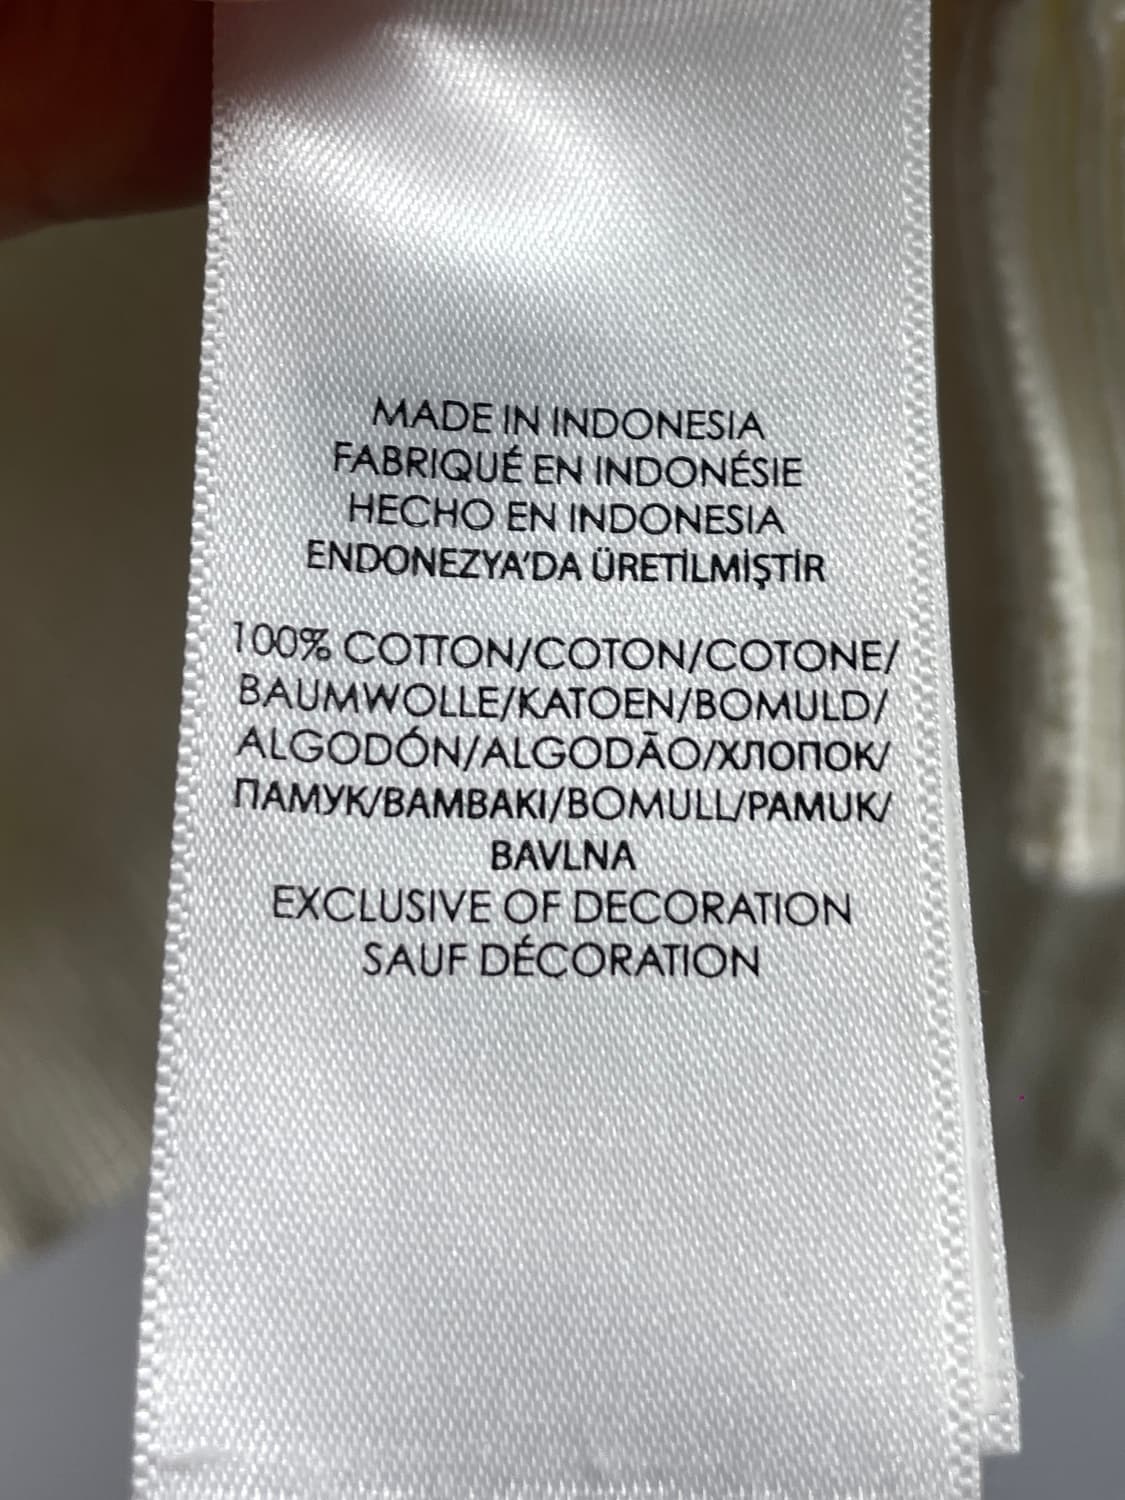 MADE IN INDONESIA
FABRIQUÉ EN INDONÉSIE
HECHO EN INDONESIA
ENDONEZYA'DA ÜRETİLMİŞTİR
100% COTTON/COTON/COTONE/
BAUMWOLLE/KATOEN/BOMULD/
ALGODÓN/ALGODÃO/ХЛОПОК/
ПАМУК/ΒΑΜΒΑΚΙ/BOMULL/PAMUK/
BAVLNA
EXCLUSIVE OF DECORATION
SAUF DÉCORATION